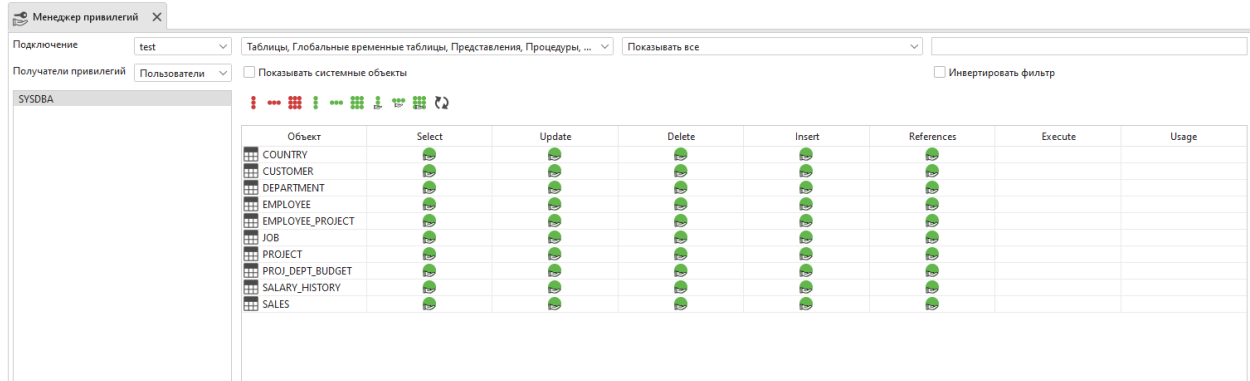 Менеджер привилегий
Подключение test Таблицы, Глобальные временные таблицы, Представления, Процедуры, ... Показывать все
Получатели привилегий Пользователи Показывать системные объекты Инвертировать фильтр
SYSDBA
Объект Select Update Delete Insert References Execute Usage
COUNTRY
CUSTOMER
DEPARTMENT
EMPLOYEE
EMPLOYEE_PROJECT
JOB
PROJECT
PROJ_DEPT_BUDGET
SALARY_HISTORY
SALES